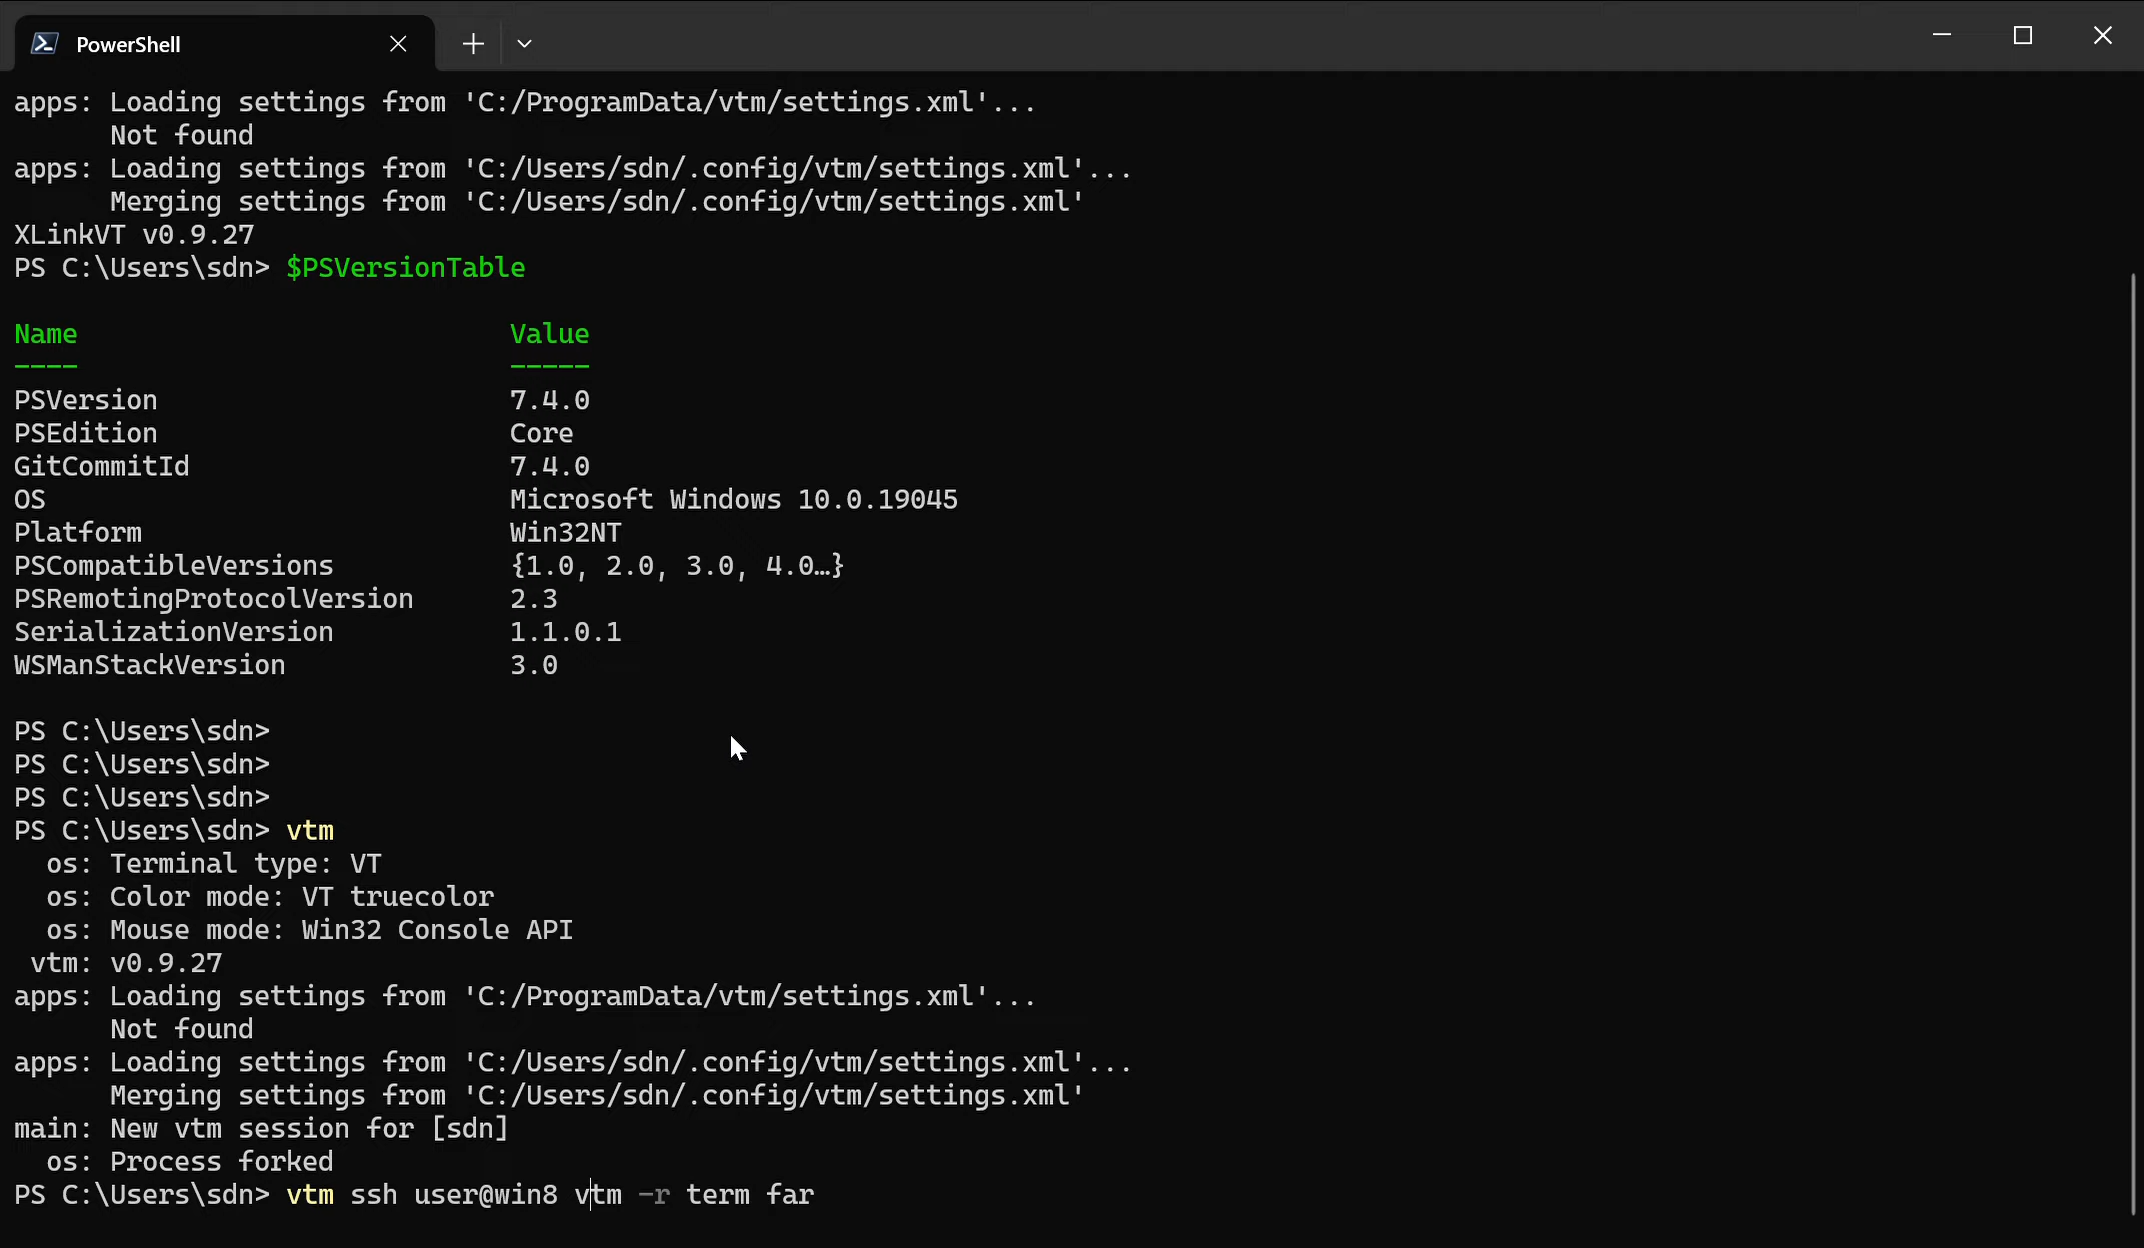 PowerShell
apps: Loading settings from 'C:/ProgramData/vtm/settings.xml'...
Not found
apps: Loading settings from 'C:/Users/sdn/.config/vtm/settings.xml'...
Merging settings from 'C:/Users/sdn/.config/vtm/settings.xml'
XLinkVT v0.9.27
PS C:\Users\sdn> $PSVersionTable
Name Value
---- -----
PSVersion 7.4.0
PSEdition Core
GitCommitId 7.4.0
OS Microsoft Windows 10.0.19045
Platform Win32NT
PSCompatibleVersions {1.0, 2.0, 3.0, 4.0…}
PSRemotingProtocolVersion 2.3
SerializationVersion 1.1.0.1
WSManStackVersion 3.0
PS C:\Users\sdn>
PS C:\Users\sdn>
PS C:\Users\sdn>
PS C:\Users\sdn> vtm
os: Terminal type: VT
os: Color mode: VT truecolor
os: Mouse mode: Win32 Console API
vtm: v0.9.27
apps: Loading settings from 'C:/ProgramData/vtm/settings.xml'...
Not found
apps: Loading settings from 'C:/Users/sdn/.config/vtm/settings.xml'...
Merging settings from 'C:/Users/sdn/.config/vtm/settings.xml'
main: New vtm session for [sdn]
os: Process forked
PS C:\Users\sdn> vtm ssh user@win8 vtm -r term far